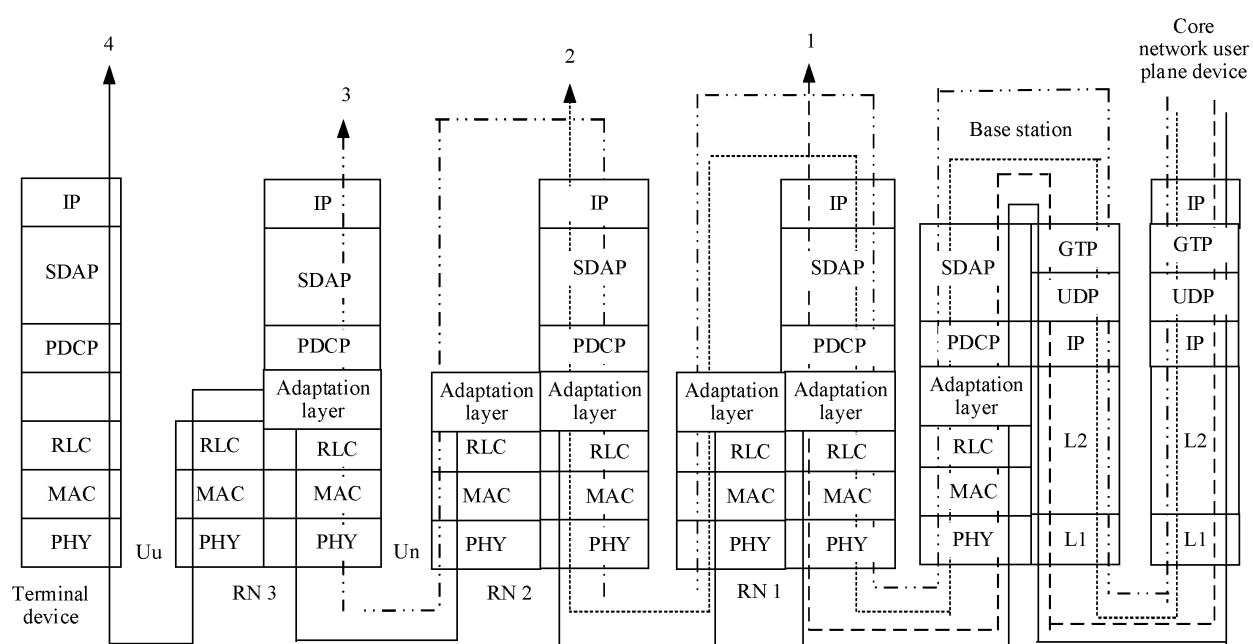 4
3
2
1
Core
network user
plane device
Base station
IP
SDAP
PDCP
RLC
MAC
PHY
Terminal
device
Uu
RLC
MAC
PHY
IP
SDAP
PDCP
Adaptation
layer
RLC
MAC
PHY
RN 3
Un
Adaptation
layer
RLC
MAC
PHY
IP
SDAP
PDCP
Adaptation
layer
RLC
MAC
PHY
RN 2
Adaptation
layer
RLC
MAC
PHY
IP
SDAP
PDCP
Adaptation
layer
RLC
MAC
PHY
RN 1
SDAP
PDCP
Adaptation
layer
RLC
MAC
PHY
GTP
UDP
IP
L2
L1
IP
GTP
UDP
IP
L2
L1